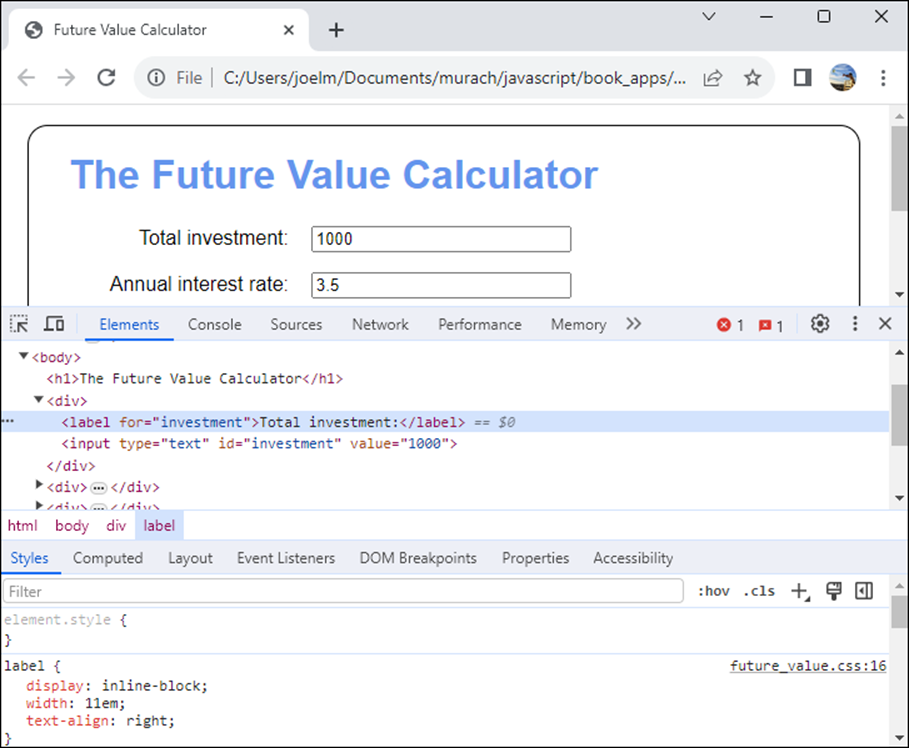 Future Value Calculator
File C:/Users/joelm/Documents/murach/javascript/book_apps/...
The Future Value Calculator
Total investment: 1000
Annual interest rate: 3.5
Elements Console Sources Network Performance Memory 1 1
<body>
<h1>The Future Value Calculator</h1>
<div>
<label for="investment">Total investment:</label> == $0
<input type="text" id="investment" value="1000">
</div>
<div> </div>
<div> </div>
html body div label
Styles Computed Layout Event Listeners DOM Breakpoints Properties Accessibility
Filter :hov .cls
element.style {
}
label { future_value.css:16
display: inline-block;
width: 11em;
text-align: right;
}